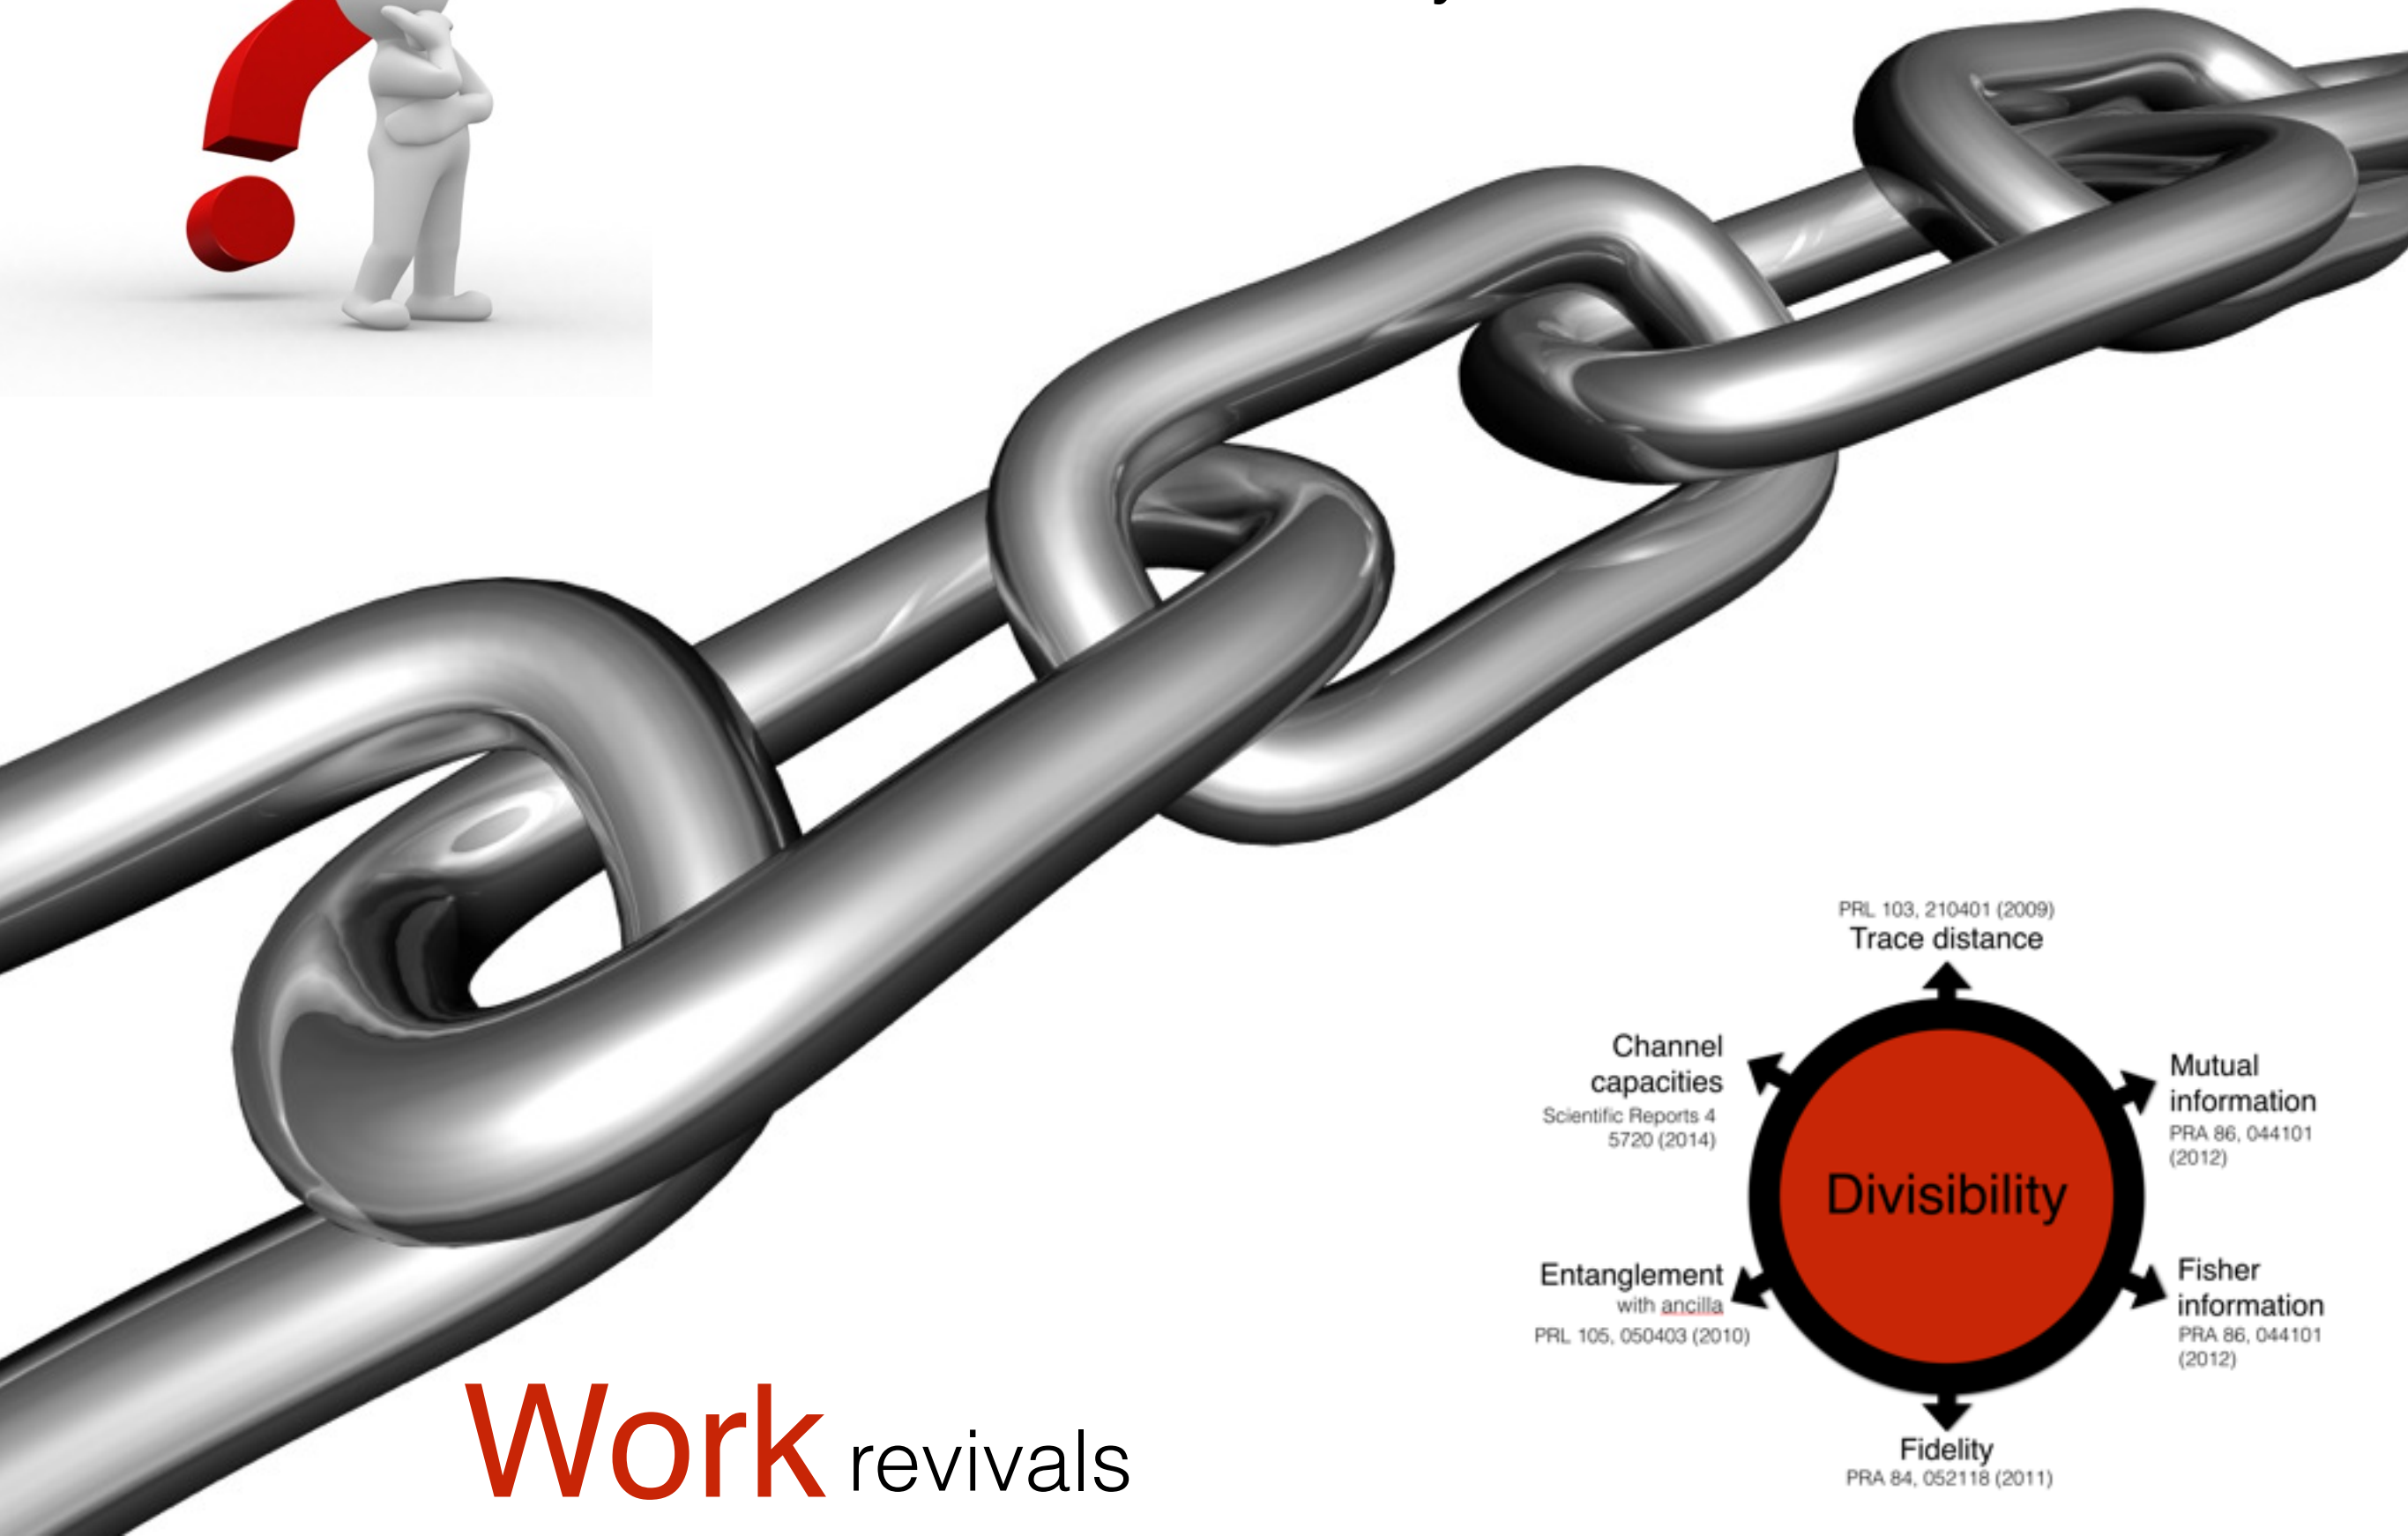 PRL 103, 210401 (2009)
Trace distance
Channel
capacities
Scientific Reports 4
5720 (2014)
Mutual
information
PRA 86, 044101
(2012)
Divisibility
Entanglement
with ancilla
PRL 105, 050403 (2010)
Fisher
information
PRA 86, 044101
(2012)
Fidelity
PRA 84, 052118 (2011)
Work revivals